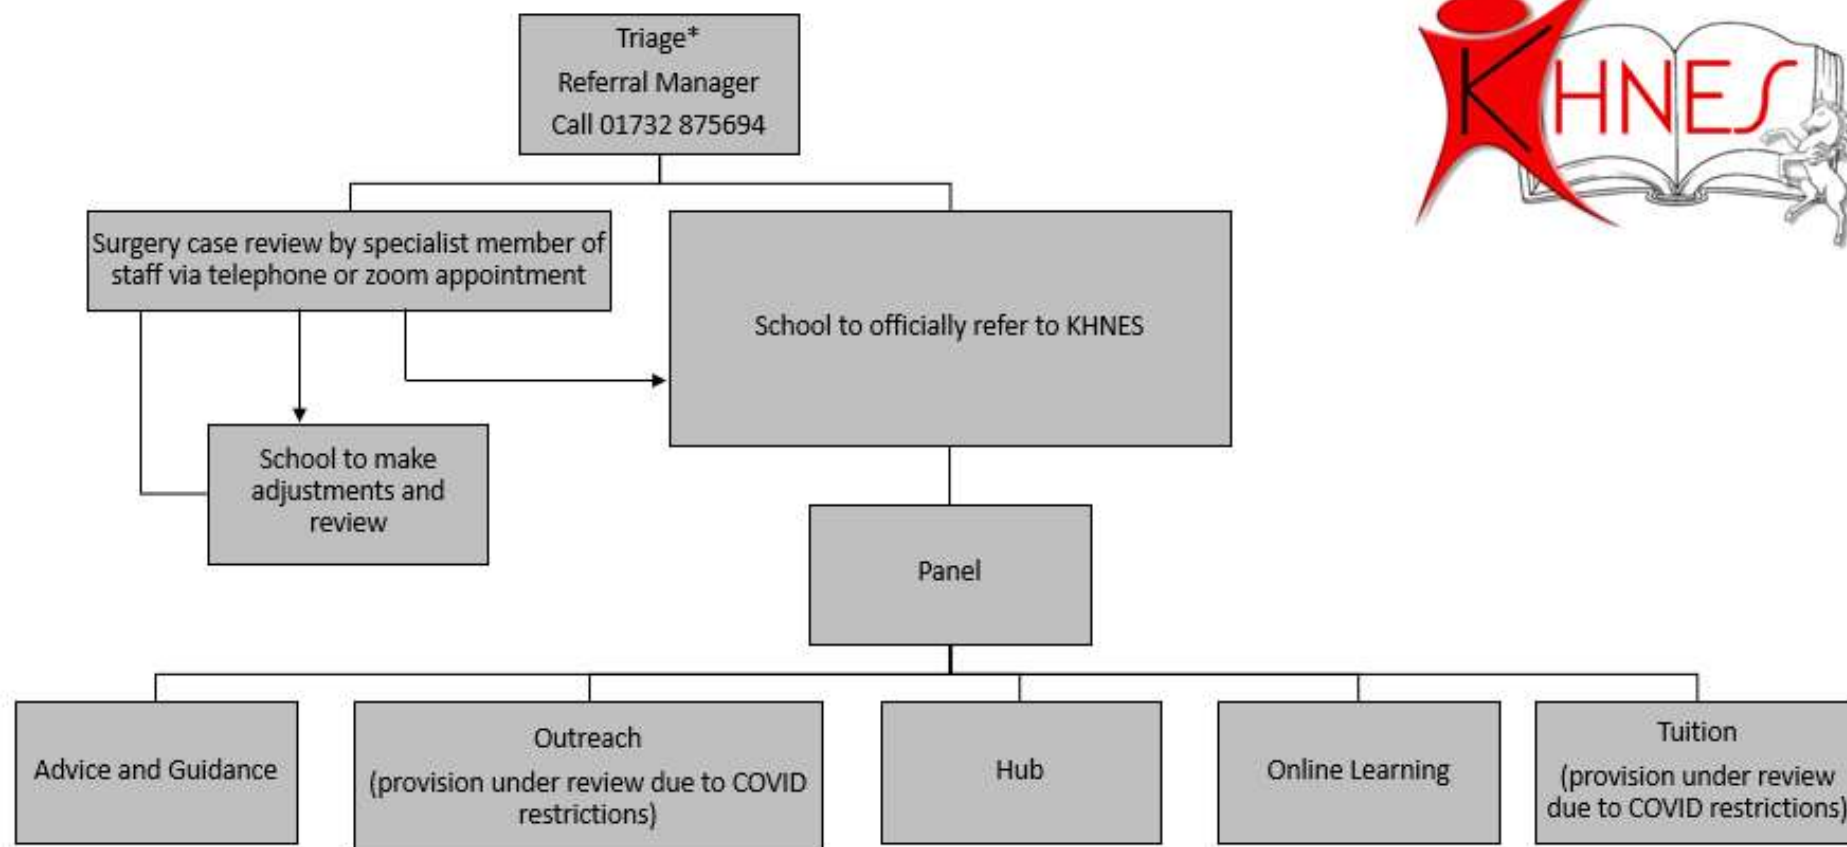 Triage*
Referral Manager
Call 01732 875694
KHNES
Surgery case review by specialist member of
staff via telephone or zoom appointment
School to officially refer to KHNES
School to make
adjustments and
review
Panel
Advice and Guidance
Outreach
(provision under review due to COVID
restrictions)
Hub
Online Learning
Tuition
(provision under review
due to COVID restrictions)